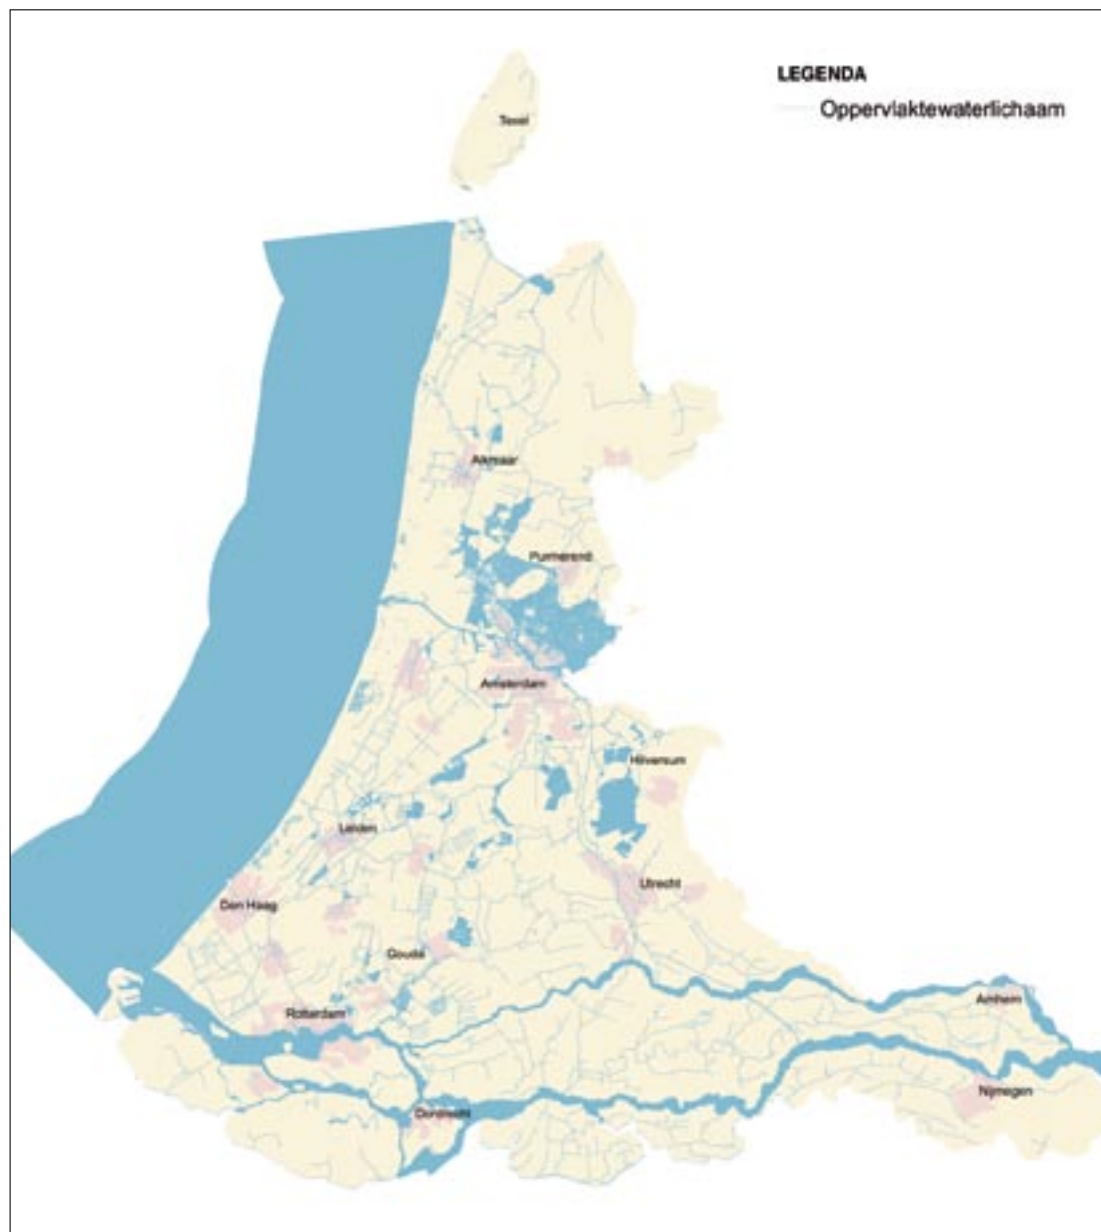 LEGENDA
Oppervlaktewaterlichaam
Texel
Alkmaar
Purmerend
Amsterdam
Hilversum
Leiden
Utrecht
Den Haag
Gouda
Arnhem
Rotterdam
Nijmegen
Dordrecht